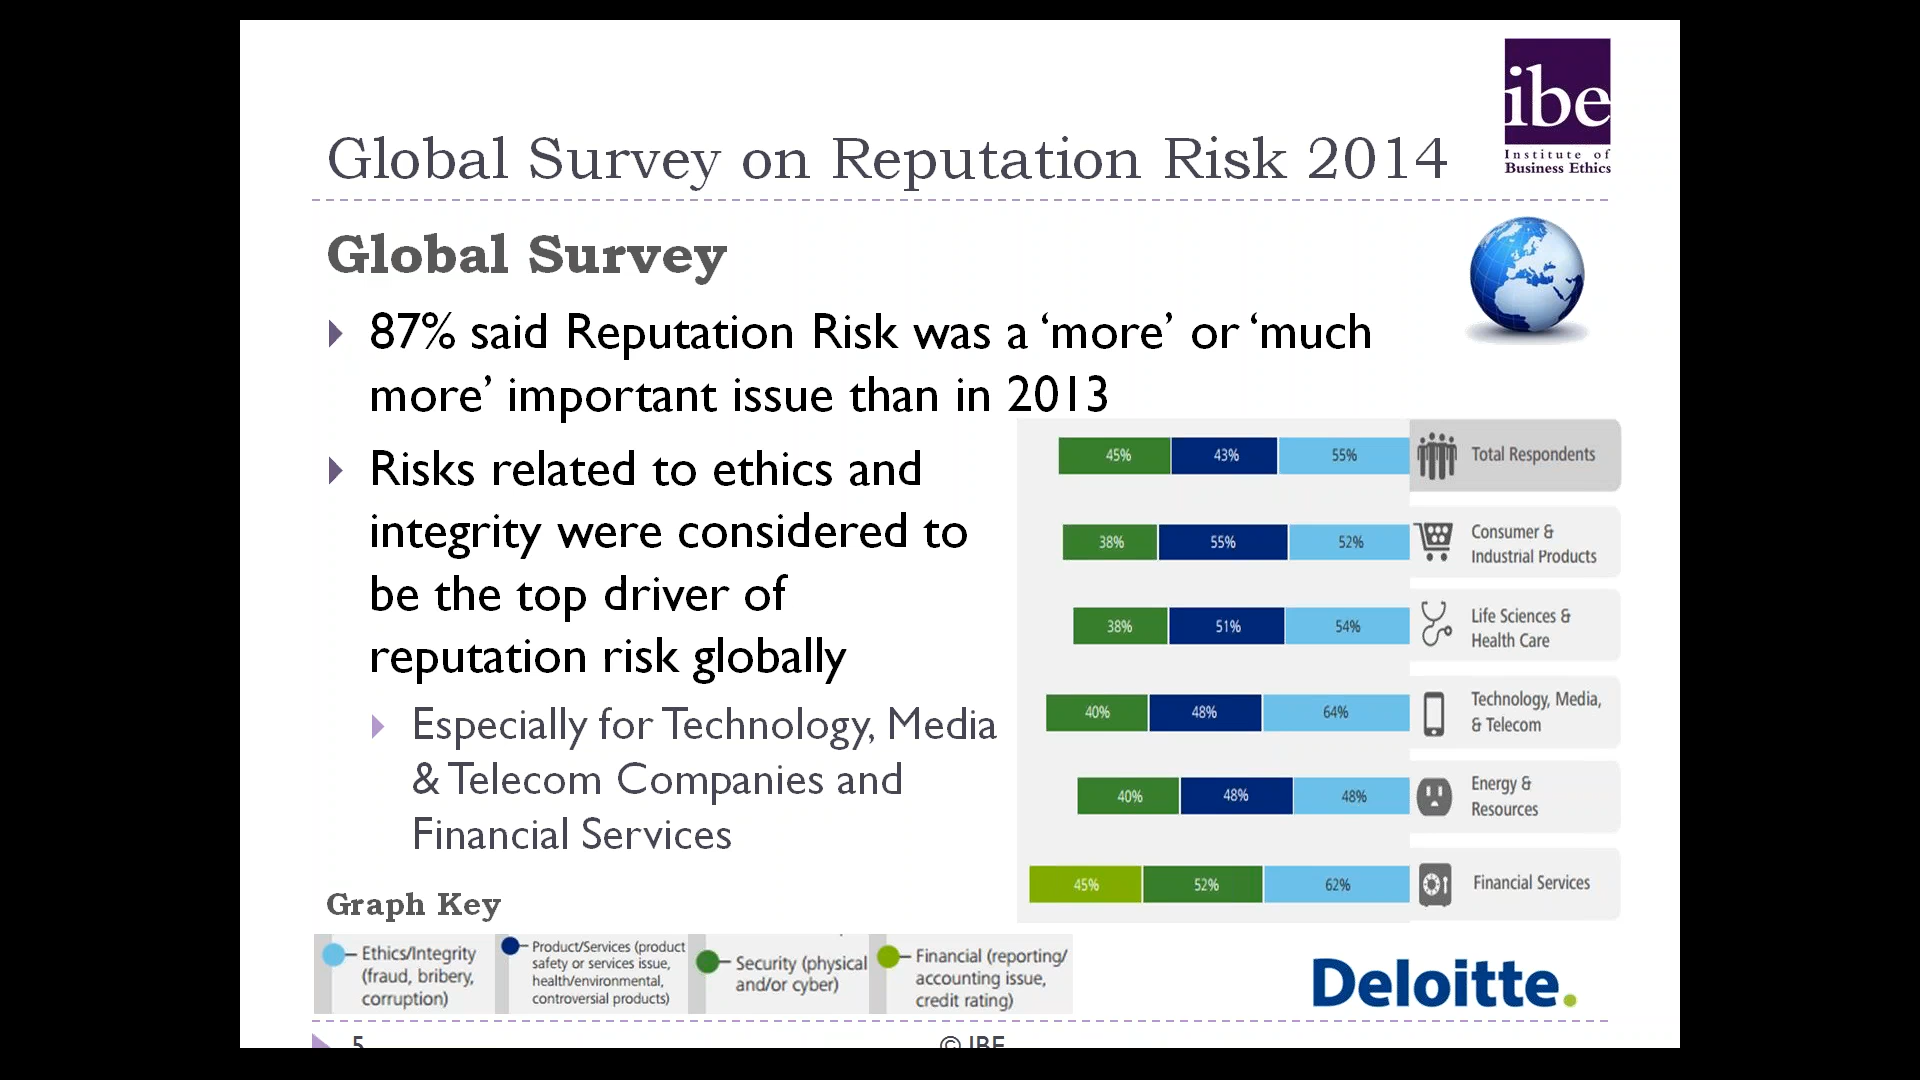 ibe
Institute of
Business Ethics
Global Survey on Reputation Risk 2014
Global Survey
87% said Reputation Risk was a ‘more’ or ‘much
more’ important issue than in 2013
Risks related to ethics and
integrity were considered to
be the top driver of
reputation risk globally
Especially for Technology, Media
& Telecom Companies and
Financial Services
45% 43% 55% Total Respondents
38% 55% 52% Consumer &
Industrial Products
38% 51% 54% Life Sciences &
Health Care
40% 48% 64% Technology, Media,
& Telecom
40% 48% 48% Energy &
Resources
45% 52% 62% Financial Services
Graph Key
Ethics/Integrity
(fraud, bribery,
corruption)
Product/Services (product
safety or services issue,
health/environmental,
controversial products)
Security (physical
and/or cyber)
Financial (reporting/
accounting issue,
credit rating)
Deloitte.
5
© IBE